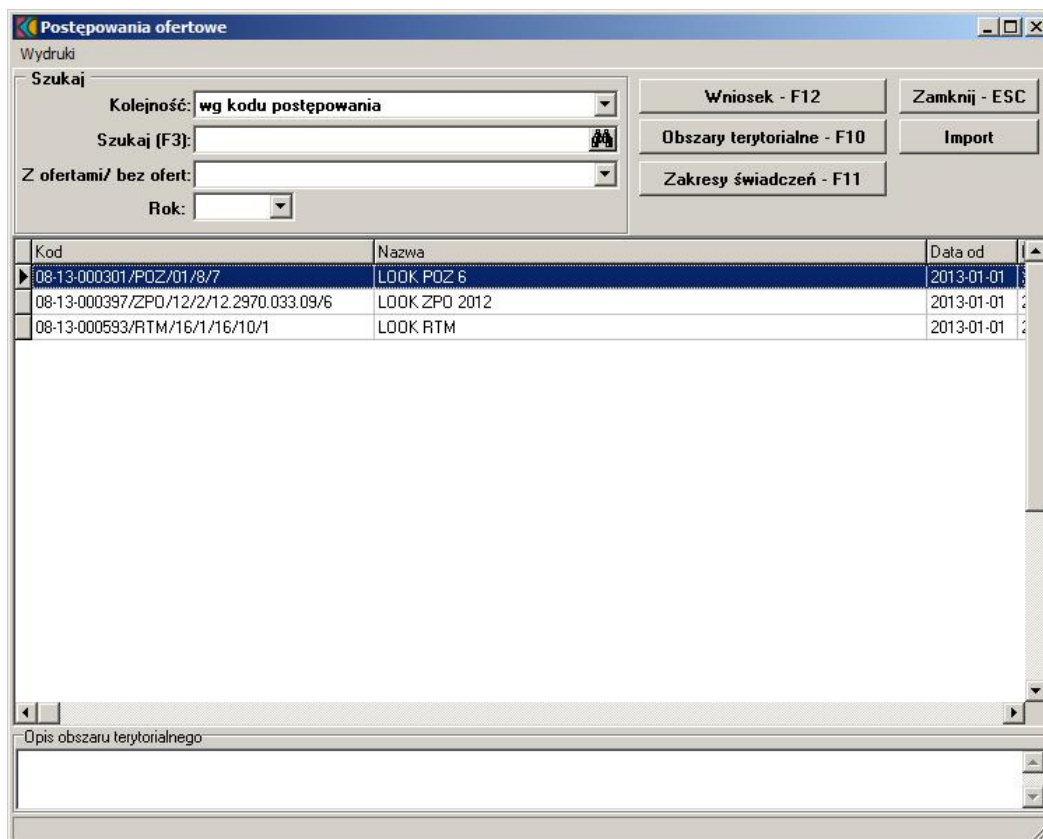 Postępowania ofertowe
Wydruki
Szukaj
Kolejność: wg kodu postępowania
Szukaj (F3):
Z ofertami/ bez ofert:
Rok:
Wniosek - F12
Zamknij - ESC
Obszary terytorialne - F10
Import
Zakresy świadczeń - F11
Kod Nazwa Data od
08-13-000301/POZ/01/8/7 LOOK POZ 6 2013-01-01
08-13-000397/ZPO/12/2/12.2970.033.09/6 LOOK ZPO 2012 2013-01-01
08-13-000593/RTM/16/1/16/10/1 LOOK RTM 2013-01-01
Opis obszaru terytorialnego